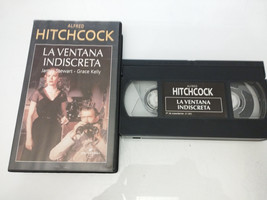 ALFRED
HITCHCOCK
LA VENTANA
INDISCRETA
James Stewart - Grace Kelly
ALFRED
HITCHCOCK
LA VENTANA
INDISCRETA